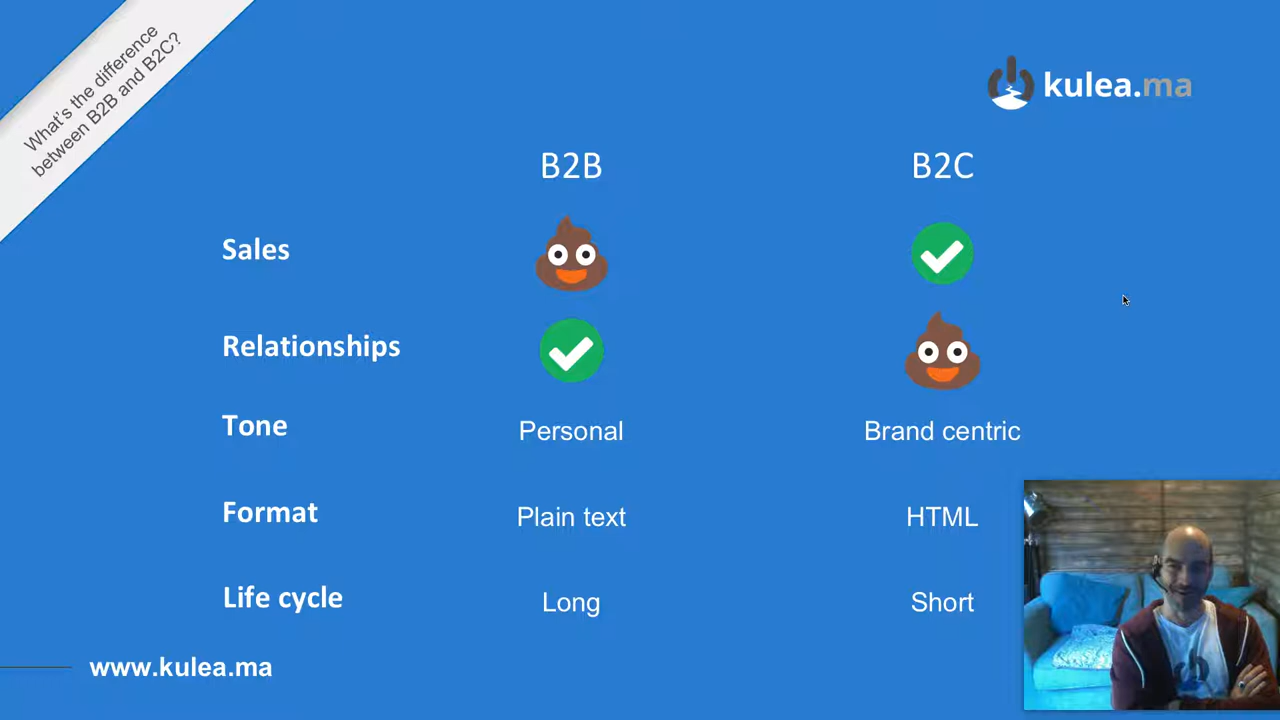 What's the difference
between B2B and B2C?
kulea.ma
B2B B2C
Sales
Relationships
Tone Personal Brand centric
Format Plain text HTML
Life cycle Long Short
www.kulea.ma